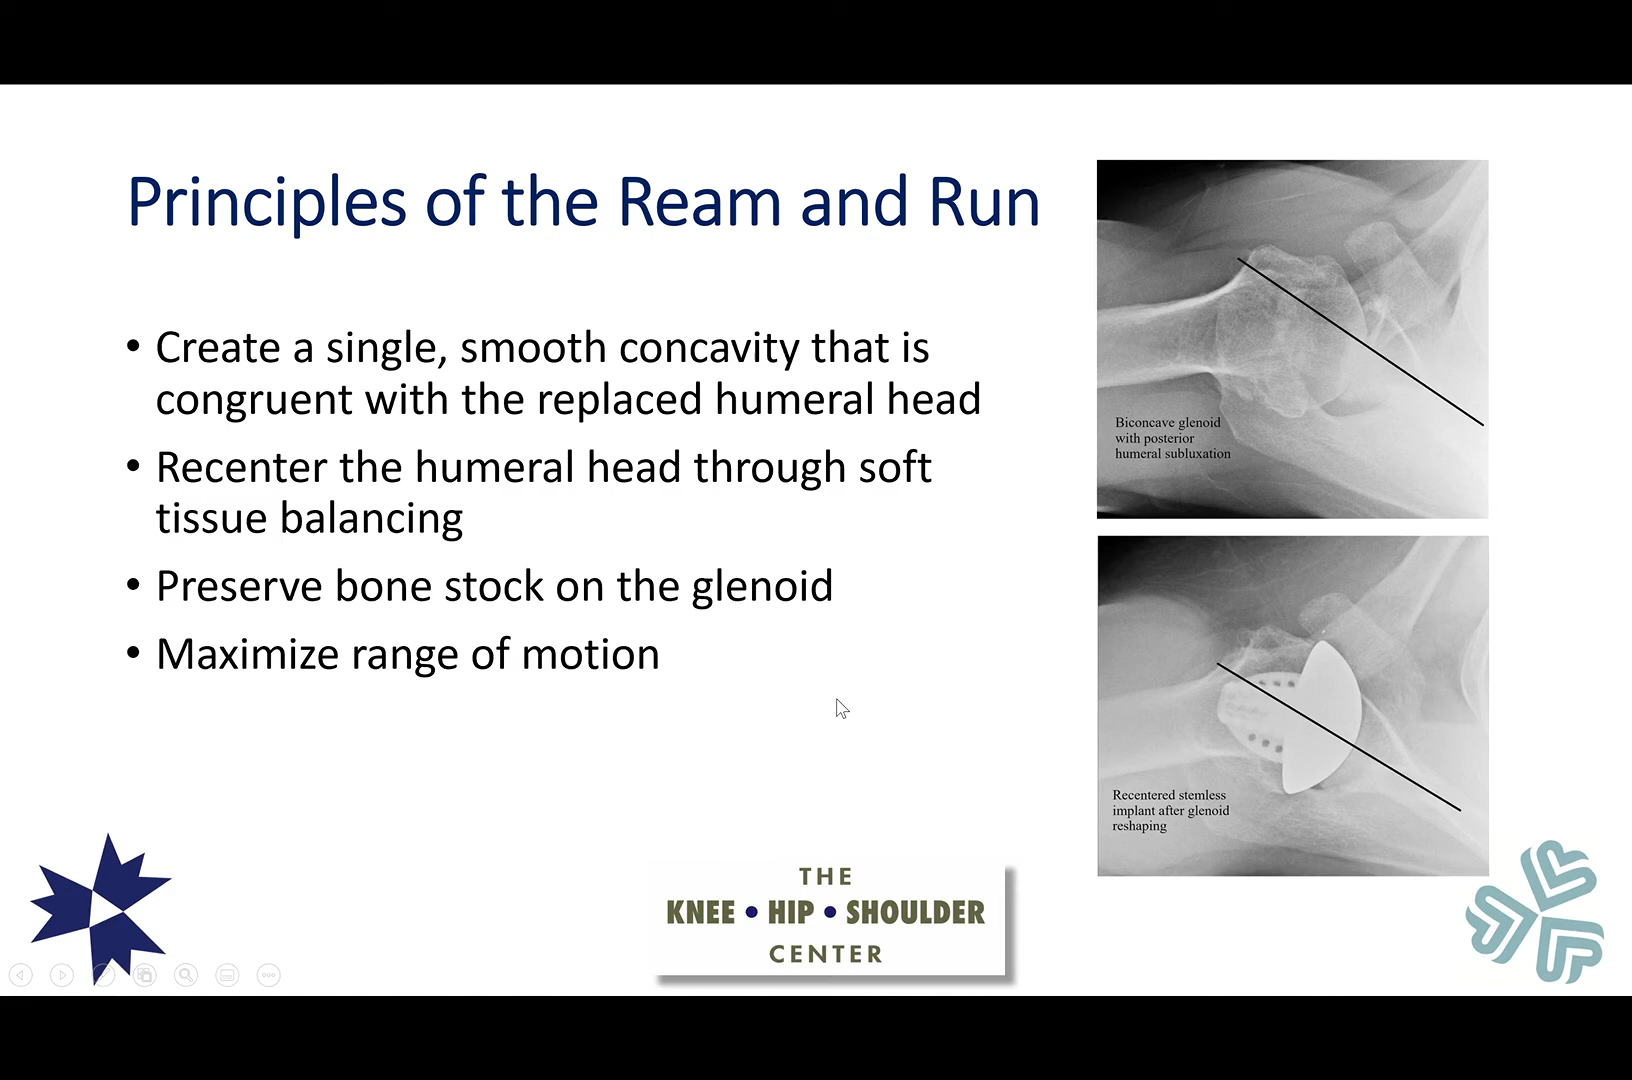 Principles of the Ream and Run
• Create a single, smooth concavity that is
congruent with the replaced humeral head
• Recenter the humeral head through soft
tissue balancing
• Preserve bone stock on the glenoid
• Maximize range of motion
Biconcave glenoid
with posterior
humeral subluxation
Recentered stemless
implant after glenoid
reshaping
THE
KNEE • HIP • SHOULDER
CENTER